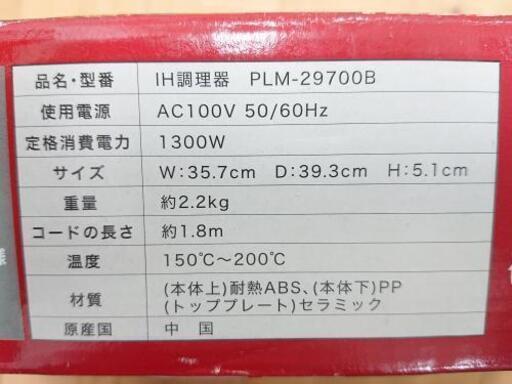 品名・型番 IH調理器 PLM-29700B
使用電源 AC100V 50/60Hz
定格消費電力 1300W
サイズ W:35.7cm D:39.3cm H:5.1cm
重量 約2.2kg
コードの長さ 約1.8m
温度 150℃〜200℃
材質 (本体上)耐熱ABS、(本体下)PP
(トッププレート)セラミック
原産国 中 国
様